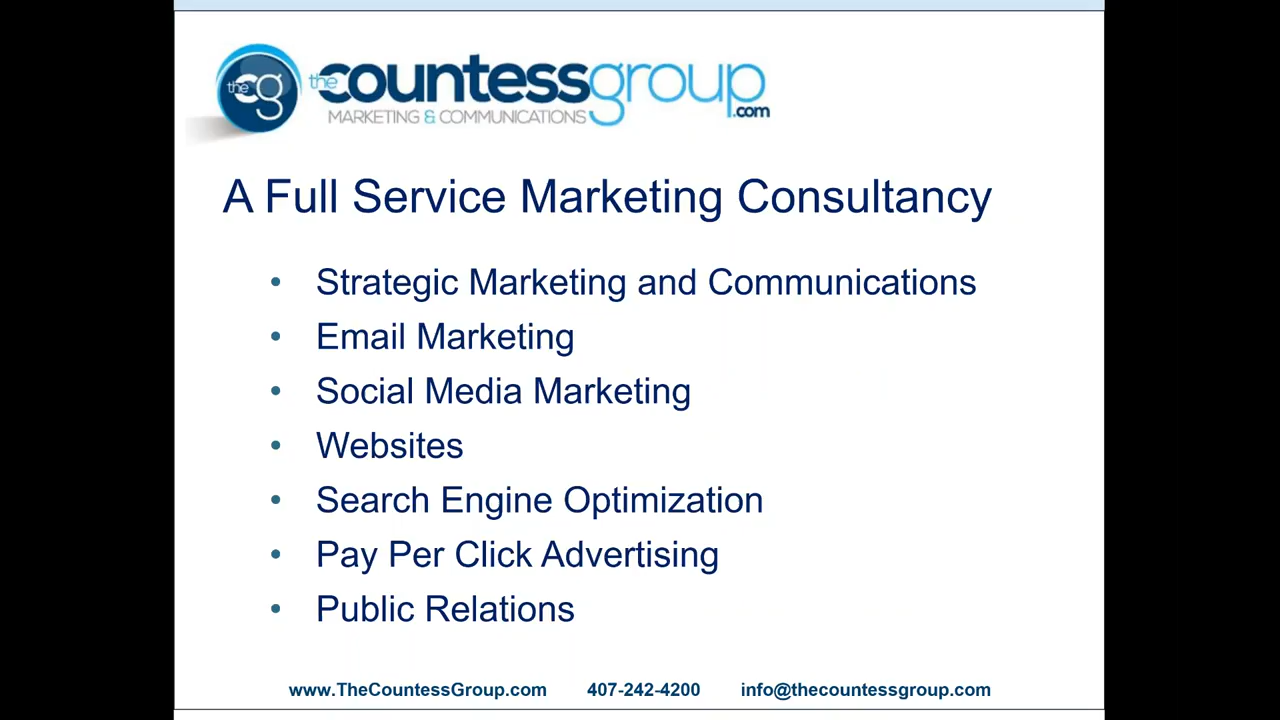 the cg the countessgroup.com
MARKETING & COMMUNICATIONS
A Full Service Marketing Consultancy
• Strategic Marketing and Communications
• Email Marketing
• Social Media Marketing
• Websites
• Search Engine Optimization
• Pay Per Click Advertising
• Public Relations
www.TheCountessGroup.com 407-242-4200 info@thecountessgroup.com